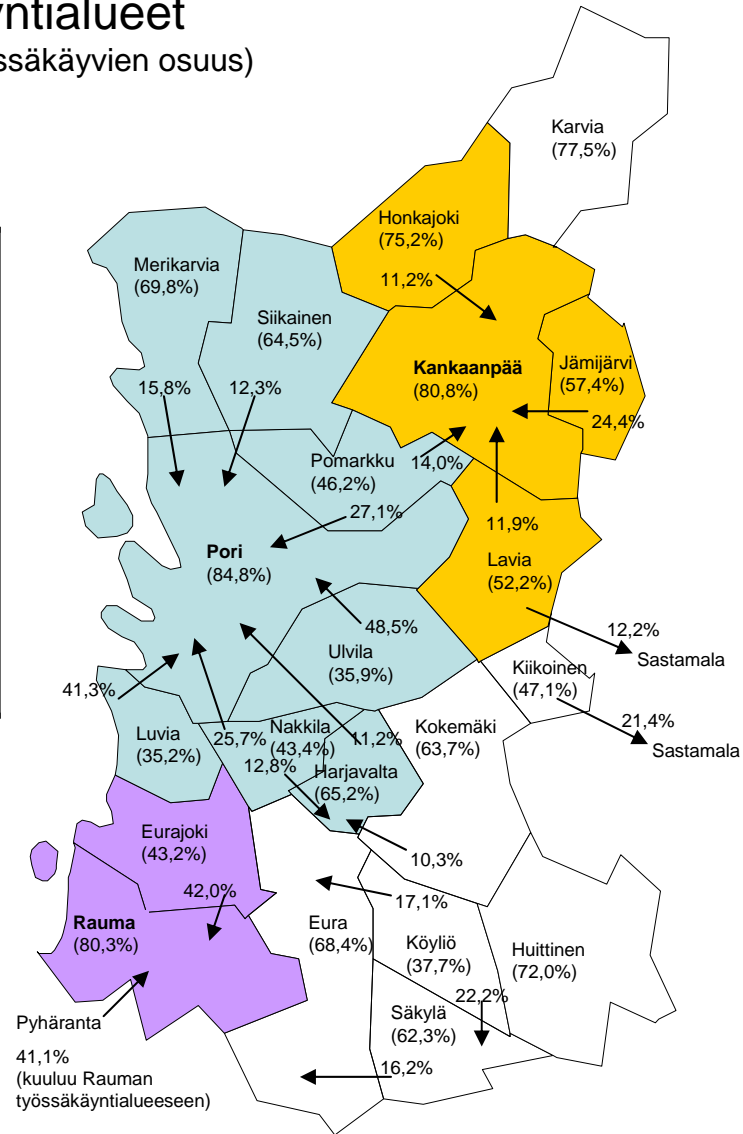 ntialueet
ssäkäyvien osuus)
Karvia
(77,5%)
Honkajoki
(75,2%)
11,2%
Merikarvia
(69,8%)
Siikainen
(64,5%)
Kankaanpää
(80,8%)
Jämijärvi
(57,4%)
24,4%
15,8%
12,3%
Pomarkku
(46,2%)
14,0%
27,1%
11,9%
Pori
(84,8%)
Lavia
(52,2%)
48,5%
12,2%
Sastamala
Ulvila
(35,9%)
Kiikoinen
(47,1%)
21,4%
Sastamala
41,3%
Luvia
(35,2%)
25,7%
Nakkila
(43,4%)
11,2%
12,8%
Harjavalta
(65,2%)
Kokemäki
(63,7%)
10,3%
Eurajoki
(43,2%)
42,0%
17,1%
Rauma
(80,3%)
Eura
(68,4%)
Köyliö
(37,7%)
Huittinen
(72,0%)
22,2%
Säkylä
(62,3%)
16,2%
Pyhäranta
41,1%
(kuuluu Rauman
työssäkäyntialueeseen)